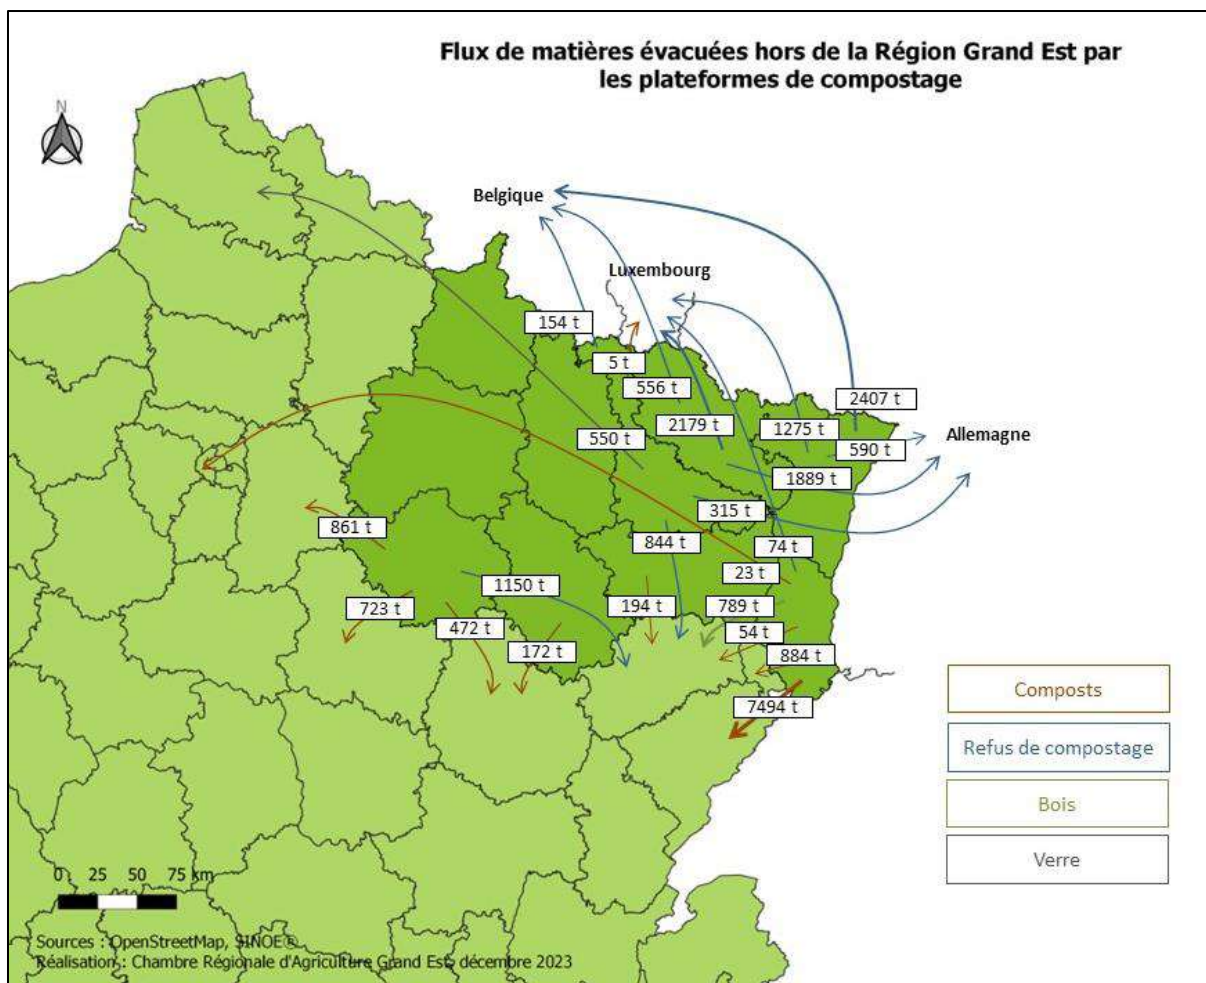 Flux de matières évacuées hors de la Région Grand Est par
les plateformes de compostage
N
Belgique
Luxembourg
154 t
5 t
556 t
2407 t
2179 t
1275 t
550 t
Allemagne
590 t
1889 t
315 t
861 t
844 t
74 t
23 t
1150 t
723 t
194 t
789 t
472 t
54 t
172 t
884 t
7494 t
Composts
Refus de compostage
Bois
Verre
0 25 50 75 km
Sources : OpenStreetMap, SINOE®
Réalisation : Chambre Régionale d'Agriculture Grand Est, décembre 2023